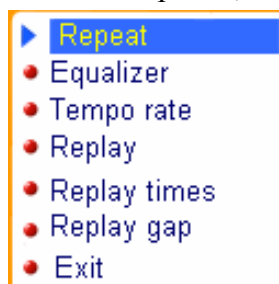 Repeat
Equalizer
Tempo rate
Replay
Replay times
Replay gap
Exit